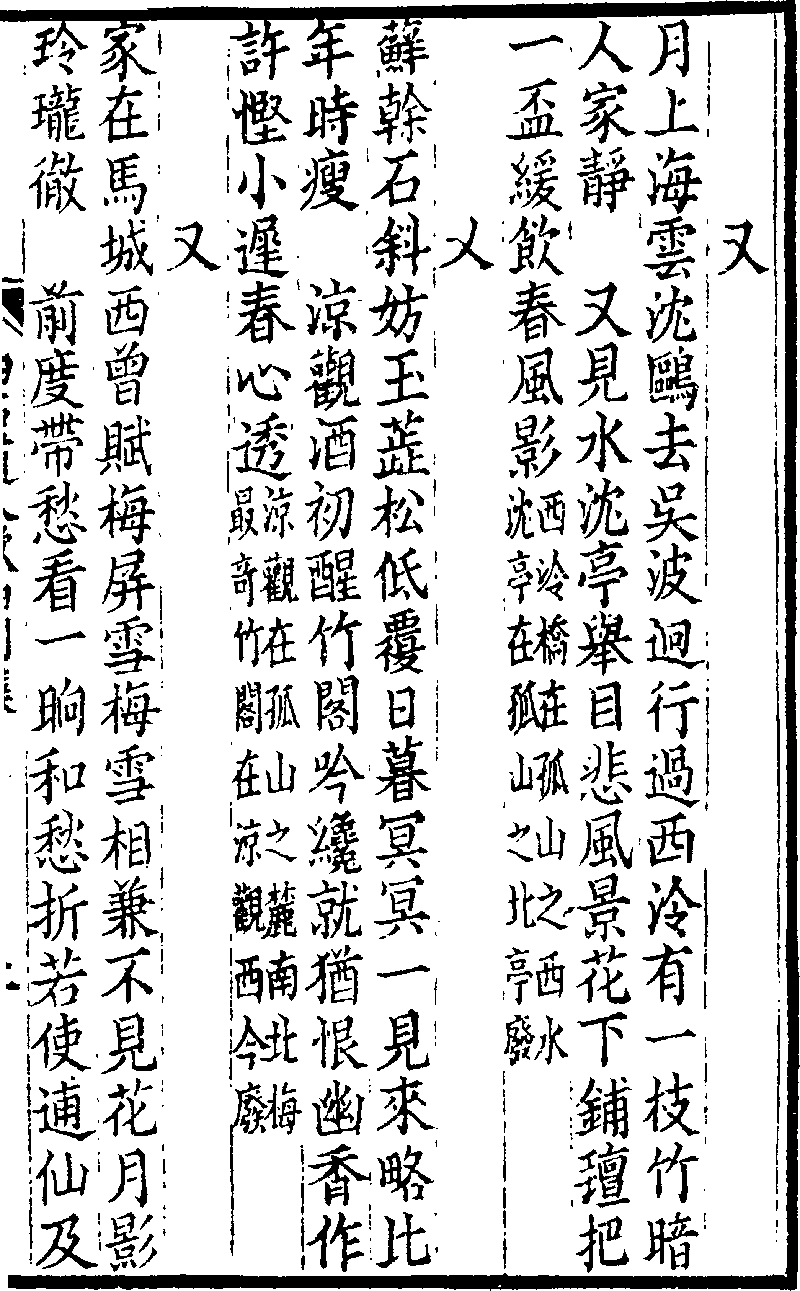 又
月上海雲沈鷗去吳波迥行過西泠有一枝竹暗
人家靜　又見水沈亭舉目悲風景花下鋪氊把
一盃緩飲春風影西泠橋在孤山之西水
沈亭在孤山之北亭廢
又
蘚榦石斜妨玉蘂松低覆日暮冥冥一見來略比
年時瘦　涼觀酒初醒竹閣吟纔就猶恨幽香作
許慳小遲春心透涼觀在孤山之麓南北梅
最奇竹閣在涼觀西今廢
又
家在馬城西曾賦梅屏雪梅雪相兼不見花月影
玲瓏徹　前度帶愁看一晌和愁折若使逋仙及